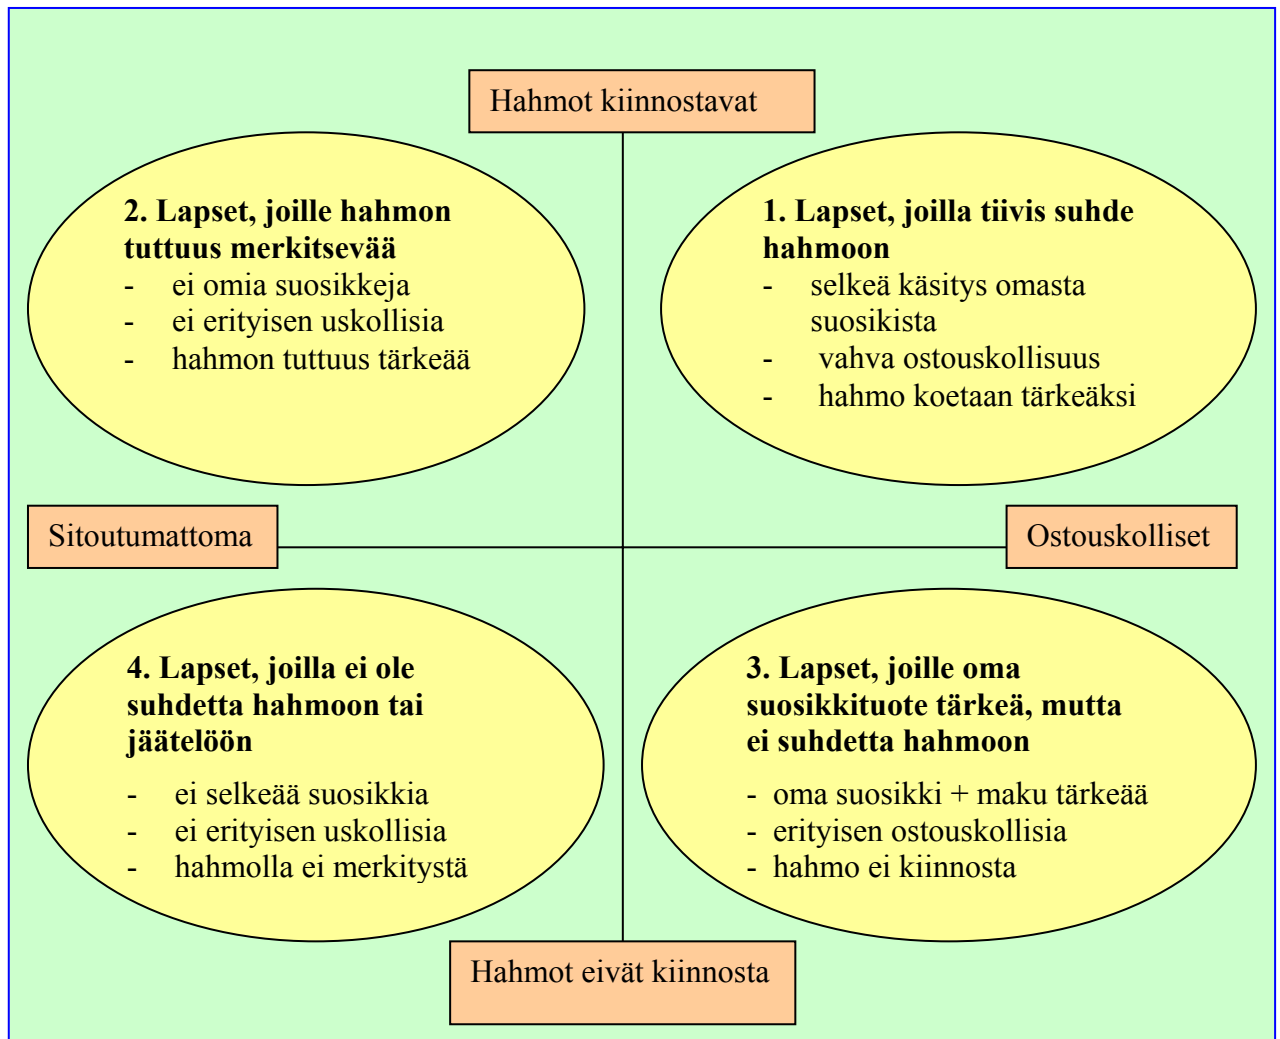 Hahmot kiinnostavat
2. Lapset, joille hahmon
tuttuus merkitsevää
- ei omia suosikkeja
- ei erityisen uskollisia
- hahmon tuttuus tärkeää
1. Lapset, joilla tiivis suhde
hahmoon
- selkeä käsitys omasta
suosikista
- vahva ostouskollisuus
- hahmo koetaan tärkeäksi
Sitoutumattoma
Ostouskolliset
4. Lapset, joilla ei ole
suhdetta hahmoon tai
jäätelöön
- ei selkeää suosikkia
- ei erityisen uskollisia
- hahmolla ei merkitystä
3. Lapset, joille oma
suosikkituote tärkeä, mutta
ei suhdetta hahmoon
- oma suosikki + maku tärkeää
- erityisen ostouskollisia
- hahmo ei kiinnosta
Hahmot eivät kiinnosta